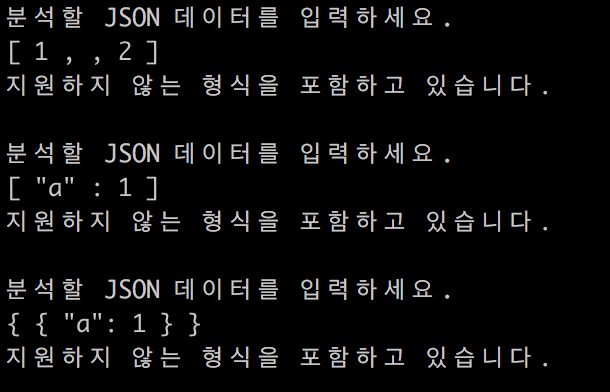 분석할 JSON 데이터를 입력하세요.
[ 1 , , 2 ]
지원하지 않는 형식을 포함하고 있습니다.
분석할 JSON 데이터를 입력하세요.
[ "a" : 1 ]
지원하지 않는 형식을 포함하고 있습니다.
분석할 JSON 데이터를 입력하세요.
{ { "a": 1 } }
지원하지 않는 형식을 포함하고 있습니다.